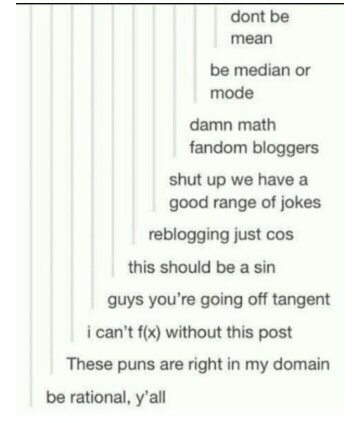 dont be
mean
be median or
mode
damn math
fandom bloggers
shut up we have a
good range of jokes
reblogging just cos
this should be a sin
guys you're going off tangent
i can't f(x) without this post
These puns are right in my domain
be rational, y'all